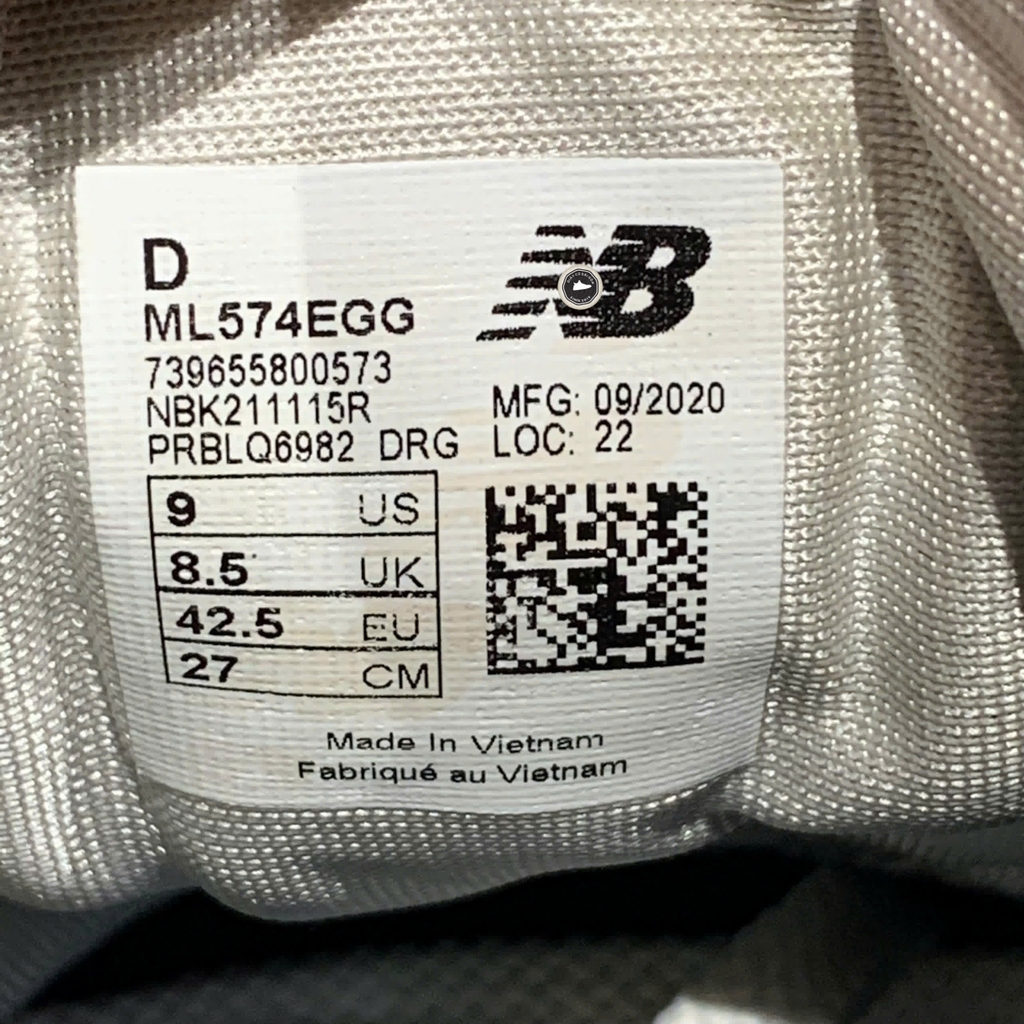 D
ML574EGG
739655800573
NBK211115R
PRBLQ6982 DRG
NB
MFG: 09/2020
LOC: 22
9 US
8.5 UK
42.5 EU
27 CM
Made In Vietnam
Fabriqué au Vietnam